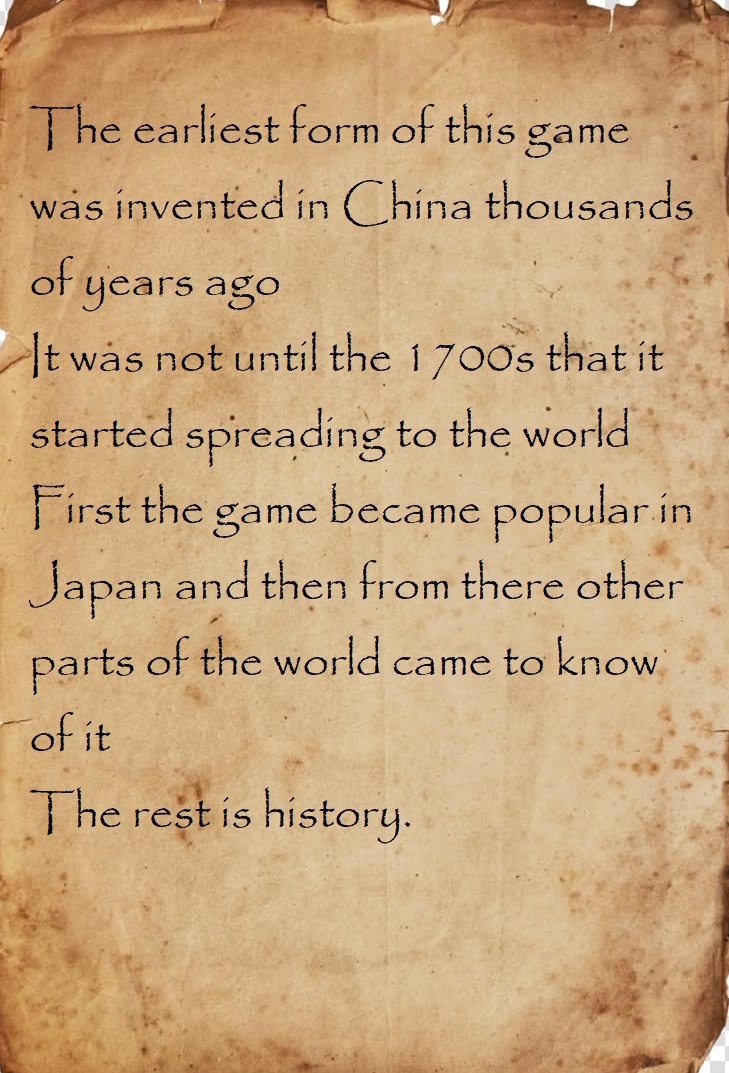 The earliest form of this game
was invented in China thousands
of years ago
It was not until the 1700s that it
started spreading to the world
First the game became popular in
Japan and then from there other
parts of the world came to know
of it
The rest is history.